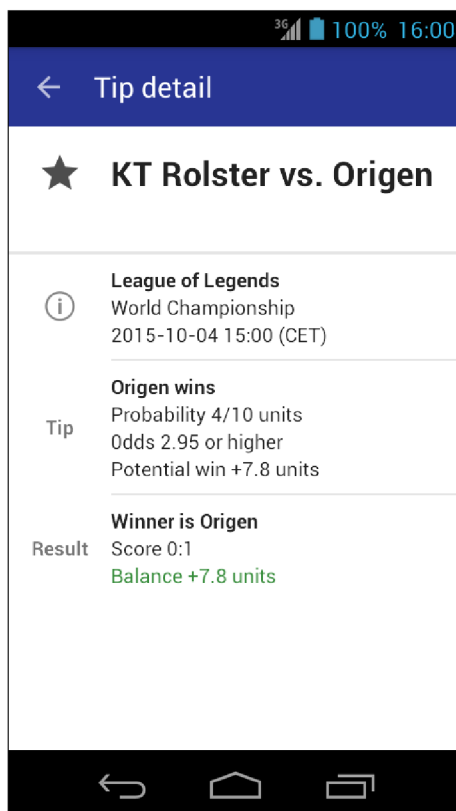 3G 100% 16:00
Tip detail
KT Rolster vs. Origen
League of Legends
World Championship
2015-10-04 15:00 (CET)
Tip
Origen wins
Probability 4/10 units
Odds 2.95 or higher
Potential win +7.8 units
Result
Winner is Origen
Score 0:1
Balance +7.8 units